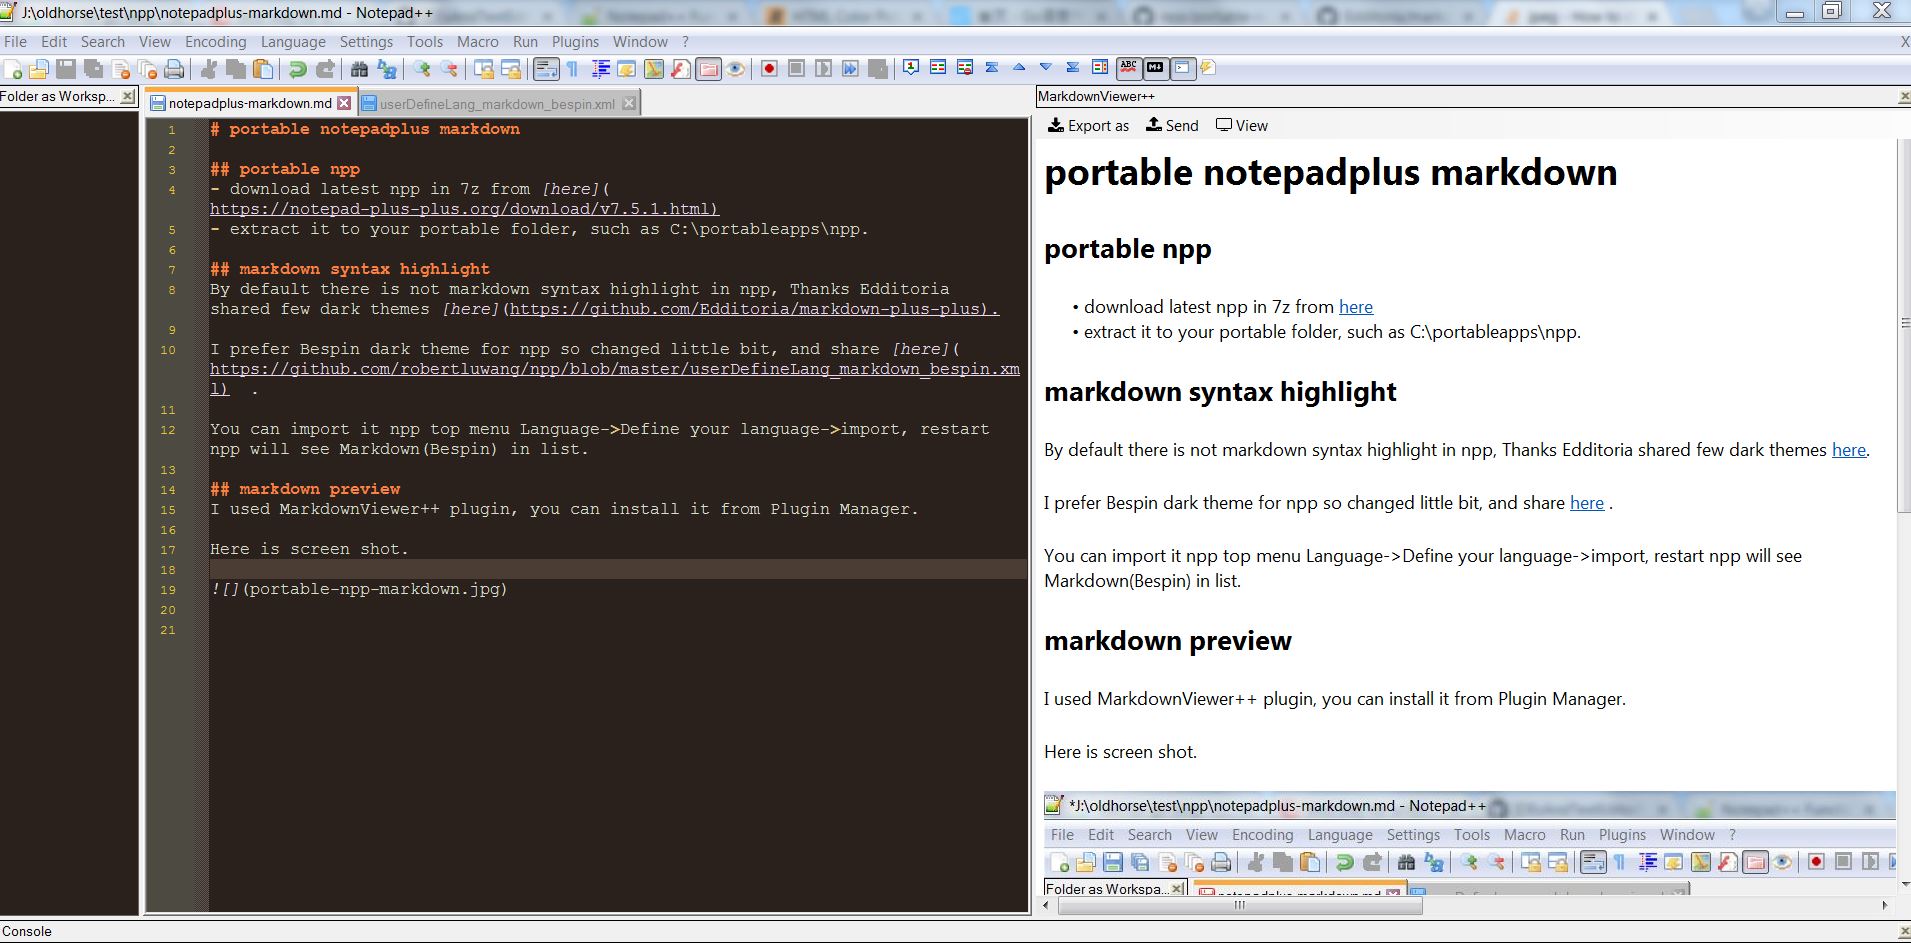 J:\oldhorse\test\npp\notepadplus-markdown.md - Notepad++
File Edit Search View Encoding Language Settings Tools Macro Run Plugins Window ?
X
Folder as Worksp...
notepadplus-markdown.md
userDefineLang_markdown_bespin.xml
1 # portable notepadplus markdown
2
3 ## portable npp
4 - download latest npp in 7z from [here](
https://notepad-plus-plus.org/download/v7.5.1.html)
5 - extract it to your portable folder, such as C:\portableapps\npp.
6
7 ## markdown syntax highlight
8 By default there is not markdown syntax highlight in npp, Thanks Edditoria
shared few dark themes [here](https://github.com/Edditoria/markdown-plus-plus).
9
10 I prefer Bespin dark theme for npp so changed little bit, and share [here](
https://github.com/robertluwang/npp/blob/master/userDefineLang_markdown_bespin.xm
l) .
11
12 You can import it npp top menu Language->Define your language->import, restart
npp will see Markdown(Bespin) in list.
13
14 ## markdown preview
15 I used MarkdownViewer++ plugin, you can install it from Plugin Manager.
16
17 Here is screen shot.
18
19 ![](portable-npp-markdown.jpg)
20
21
MarkdownViewer++
Export as Send View
portable notepadplus markdown
portable npp
• download latest npp in 7z from here
• extract it to your portable folder, such as C:\portableapps\npp.
markdown syntax highlight
By default there is not markdown syntax highlight in npp, Thanks Edditoria shared few dark themes here.
I prefer Bespin dark theme for npp so changed little bit, and share here .
You can import it npp top menu Language->Define your language->import, restart npp will see
Markdown(Bespin) in list.
markdown preview
I used MarkdownViewer++ plugin, you can install it from Plugin Manager.
Here is screen shot.
*J:\oldhorse\test\npp\notepadplus-markdown.md - Notepad++
File Edit Search View Encoding Language Settings Tools Macro Run Plugins Window ?
Folder as Workspa...
notepadplus-markdown.md
Console